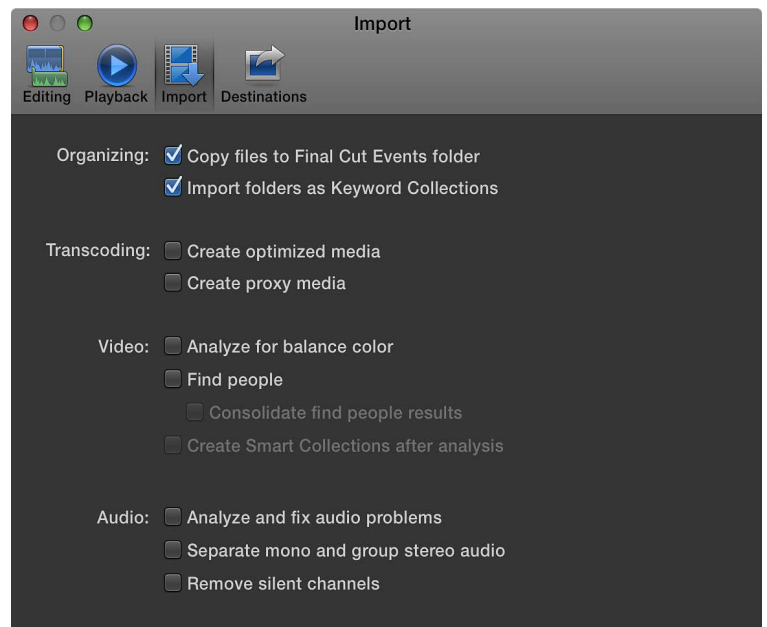 Import
Editing Playback Import Destinations
Organizing: Copy files to Final Cut Events folder
Import folders as Keyword Collections
Transcoding: Create optimized media
Create proxy media
Video: Analyze for balance color
Find people
Consolidate find people results
Create Smart Collections after analysis
Audio: Analyze and fix audio problems
Separate mono and group stereo audio
Remove silent channels